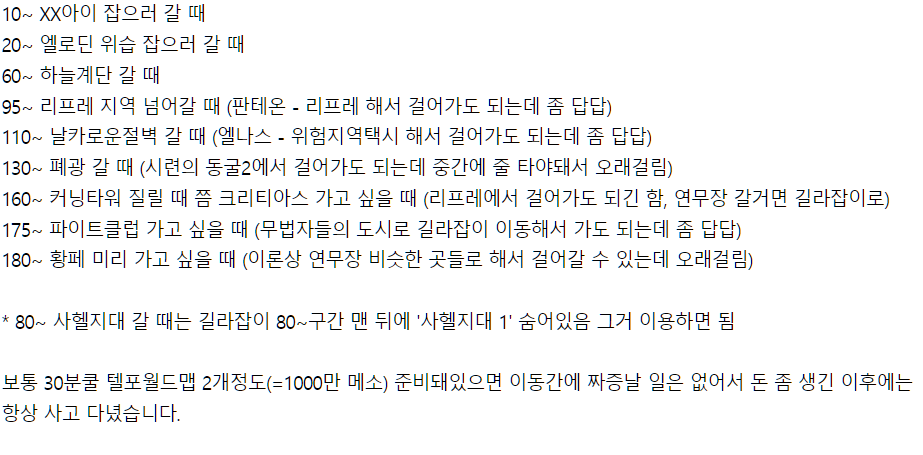 10~ XX아이 잡으러 갈 때
20~ 엘로딘 위습 잡으러 갈 때
60~ 하늘계단 갈 때
95~ 리프레 지역 넘어갈 때 (판테온 - 리프레 해서 걸어가도 되는데 좀 답답)
110~ 날카로운절벽 갈 때 (엘나스 - 위험지역택시 해서 걸어가도 되는데 좀 답답)
130~ 폐광 갈 때 (시련의 동굴2에서 걸어가도 되는데 중간에 줄 타야돼서 오래걸림)
160~ 커닝타워 질릴 때 쯤 크리티아스 가고 싶을 때 (리프레에서 걸어가도 되긴 함, 연무장 갈거면 길라잡이로)
175~ 파이트클럽 가고 싶을 때 (무법자들의 도시로 길라잡이 이동해서 가도 되는데 좀 답답)
180~ 황페 미리 가고 싶을 때 (이론상 연무장 비슷한 곳들로 해서 걸어갈 수 있는데 오래걸림)
* 80~ 사헬지대 갈 때는 길라잡이 80~구간 맨 뒤에 '사헬지대 1' 숨어있음 그거 이용하면 됨
보통 30분쿨 텔포월드맵 2개정도(=1000만 메소) 준비돼있으면 이동간에 짜증날 일은 없어서 돈 좀 생긴 이후에는
항상 사고 다녔습니다.